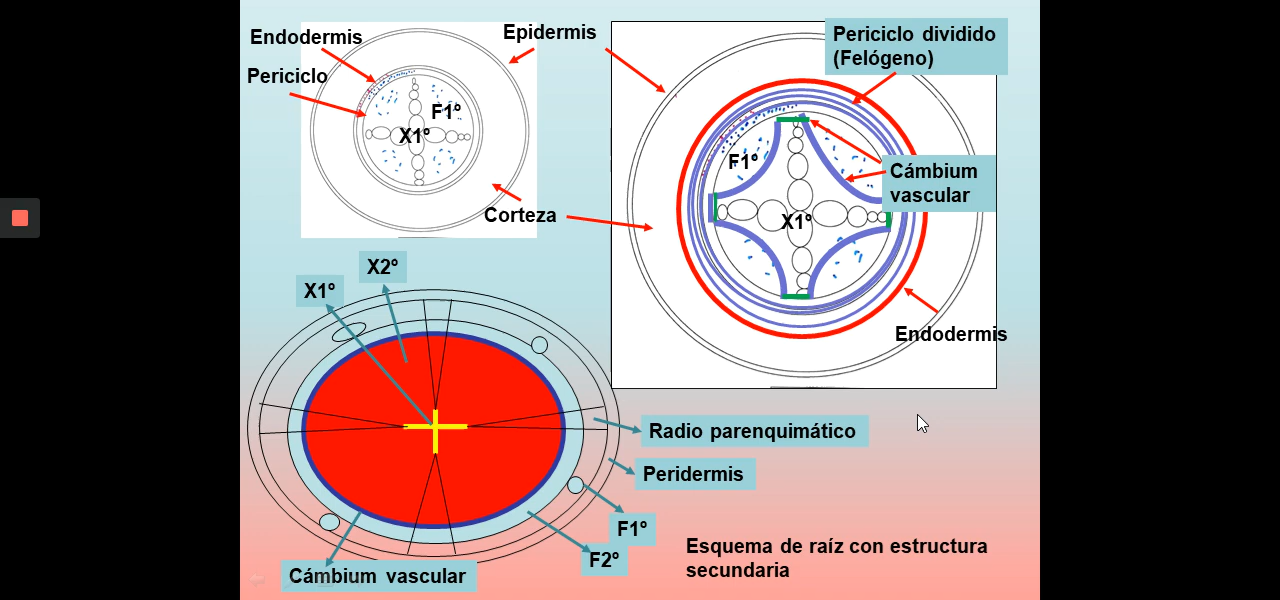 Endodermis
Periciclo
Epidermis
F1º
X1º
Corteza
Periciclo dividido
(Felógeno)
F1º
Cámbium
vascular
X1º
Endodermis
X2º
X1º
Radio parenquimático
Peridermis
F1º
F2º
Cámbium vascular
Esquema de raíz con estructura
secundaria